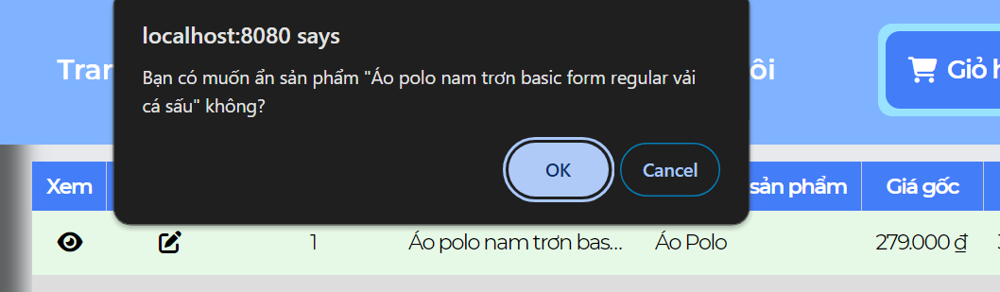 localhost:8080 says
Bạn có muốn ẩn sản phẩm "Áo polo nam trơn basic form regular vải
cá sấu" không?
OK Cancel
Giỏ
Xem sản phẩm Giá gốc
1 Áo polo nam trơn bas... Áo Polo 279.000 ₫